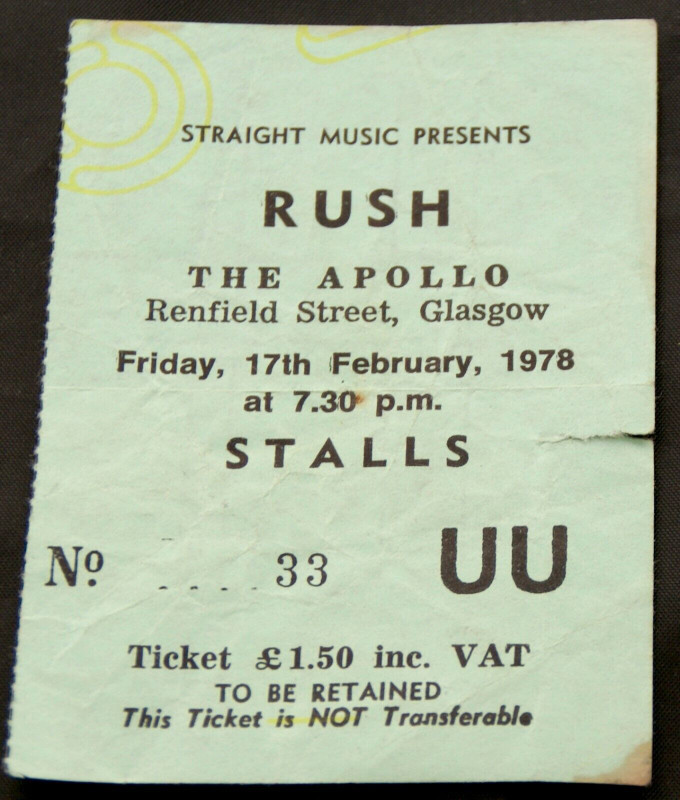 STRAIGHT MUSIC PRESENTS
RUSH
THE APOLLO
Renfield Street, Glasgow
Friday, 17th February, 1978
at 7.30 p.m.
STALLS
Nº .... 33 UU
Ticket £1.50 inc. VAT
TO BE RETAINED
This Ticket is NOT Transferable